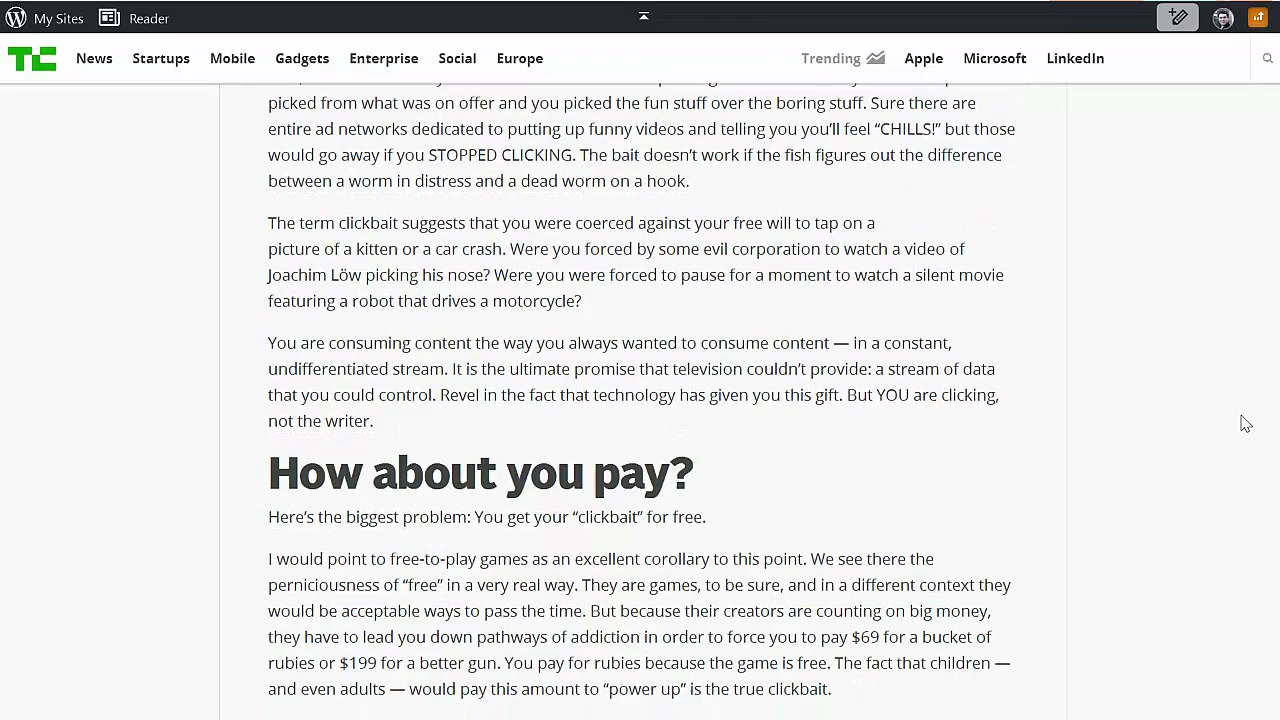 My Sites Reader
TC News Startups Mobile Gadgets Enterprise Social Europe Trending Apple Microsoft LinkedIn
picked from what was on offer and you picked the fun stuff over the boring stuff. Sure there are
entire ad networks dedicated to putting up funny videos and telling you you’ll feel “CHILLS!” but those
would go away if you STOPPED CLICKING. The bait doesn’t work if the fish figures out the difference
between a worm in distress and a dead worm on a hook.
The term clickbait suggests that you were coerced against your free will to tap on a
picture of a kitten or a car crash. Were you forced by some evil corporation to watch a video of
Joachim Löw picking his nose? Were you were forced to pause for a moment to watch a silent movie
featuring a robot that drives a motorcycle?
You are consuming content the way you always wanted to consume content — in a constant,
undifferentiated stream. It is the ultimate promise that television couldn’t provide: a stream of data
that you could control. Revel in the fact that technology has given you this gift. But YOU are clicking,
not the writer.
How about you pay?
Here’s the biggest problem: You get your “clickbait” for free.
I would point to free-to-play games as an excellent corollary to this point. We see there the
perniciousness of “free” in a very real way. They are games, to be sure, and in a different context they
would be acceptable ways to pass the time. But because their creators are counting on big money,
they have to lead you down pathways of addiction in order to force you to pay $69 for a bucket of
rubies or $199 for a better gun. You pay for rubies because the game is free. The fact that children —
and even adults — would pay this amount to “power up” is the true clickbait.